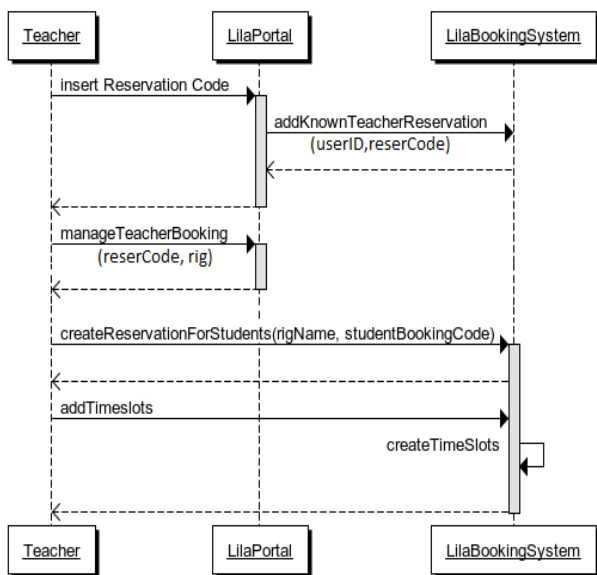 Teacher
LilaPortal
LilaBookingSystem
insert Reservation Code
addKnownTeacherReservation
(userID,reserCode)
manageTeacherBooking
(reserCode, rig)
createReservationForStudents(rigName, studentBookingCode)
addTimeslots
createTimeSlots
Teacher
LilaPortal
LilaBookingSystem